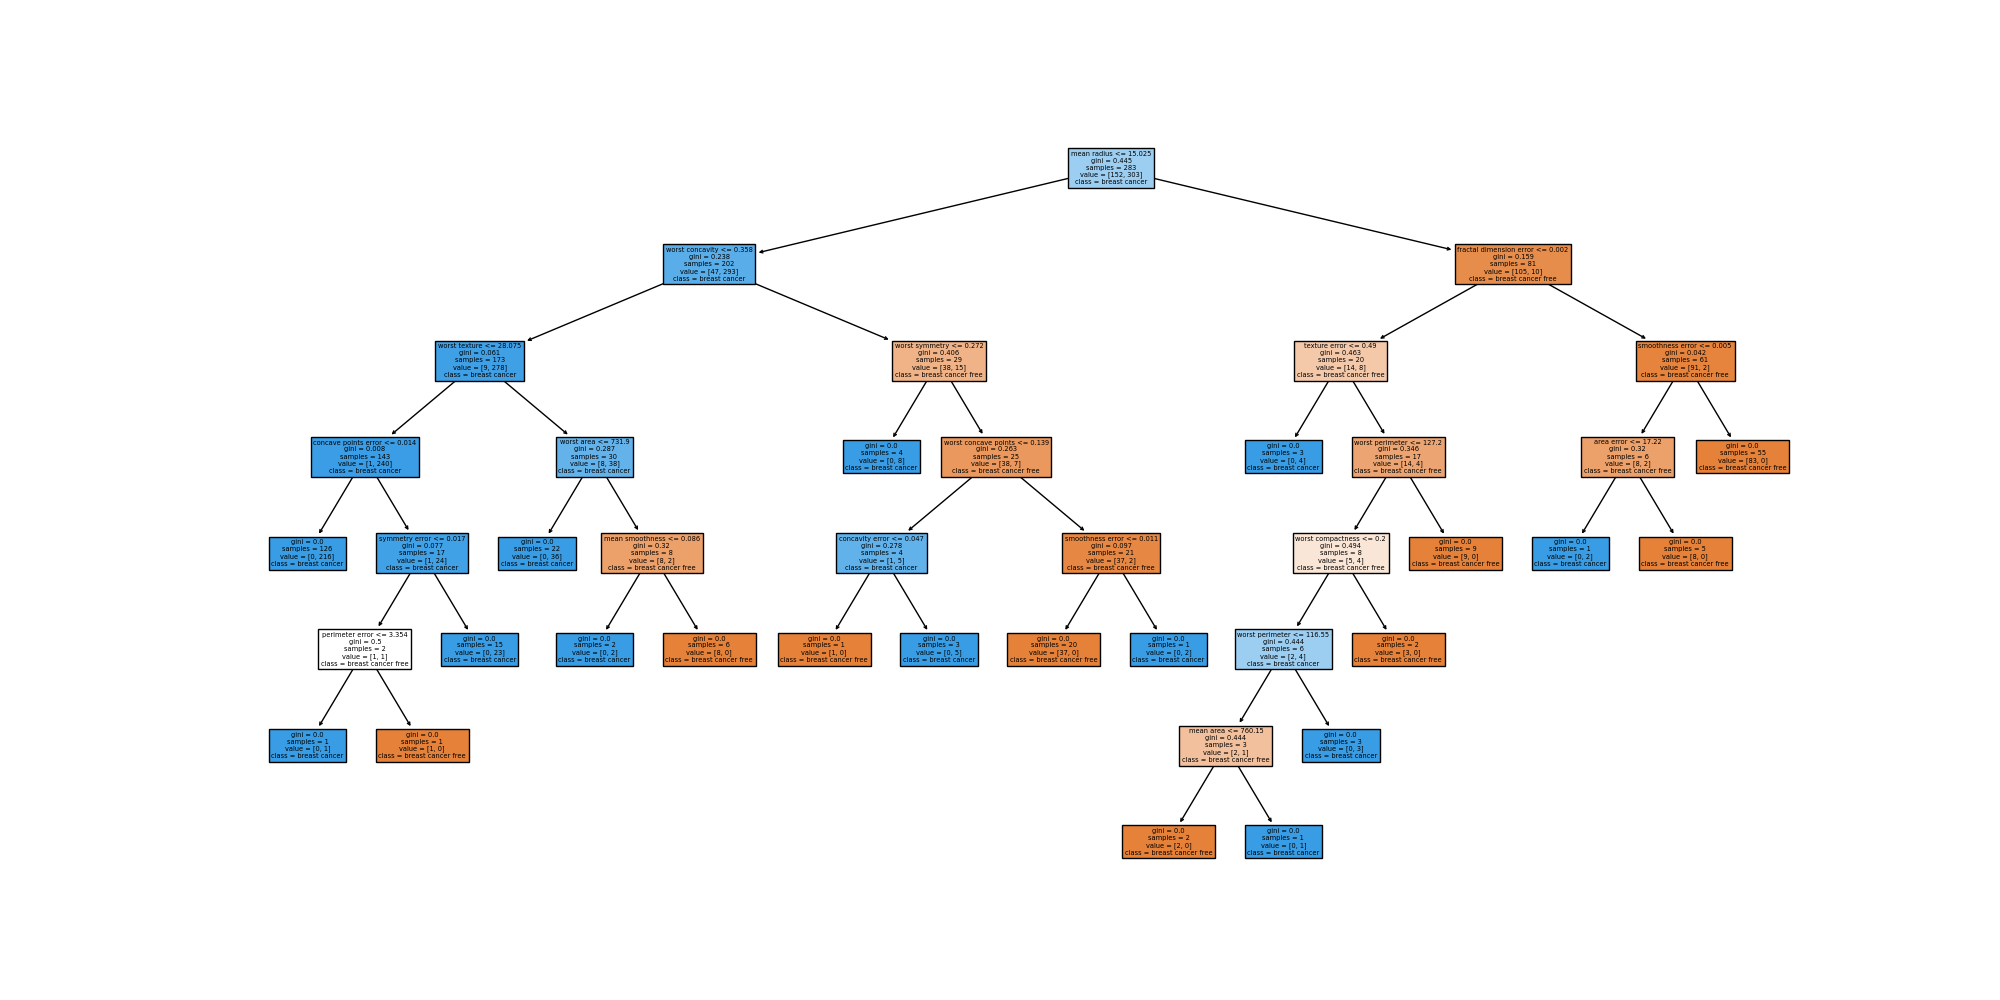 mean radius <= 15.025
gini = 0.445
samples = 283
value = [152, 303]
class = breast cancer
worst concavity <= 0.358
gini = 0.238
samples = 202
value = [47, 293]
class = breast cancer
fractal dimension error <= 0.002
gini = 0.159
samples = 81
value = [105, 10]
class = breast cancer free
worst texture <= 28.075
gini = 0.061
samples = 173
value = [9, 278]
class = breast cancer
worst symmetry <= 0.272
gini = 0.406
samples = 29
value = [38, 15]
class = breast cancer free
texture error <= 0.49
gini = 0.463
samples = 20
value = [14, 8]
class = breast cancer free
smoothness error <= 0.005
gini = 0.042
samples = 61
value = [91, 2]
class = breast cancer free
concave points error <= 0.014
gini = 0.008
samples = 143
value = [1, 240]
class = breast cancer
worst area <= 731.9
gini = 0.287
samples = 30
value = [8, 38]
class = breast cancer
gini = 0.0
samples = 4
value = [0, 8]
class = breast cancer
worst concave points <= 0.139
gini = 0.263
samples = 25
value = [38, 7]
class = breast cancer free
gini = 0.0
samples = 3
value = [0, 4]
class = breast cancer
worst perimeter <= 127.2
gini = 0.346
samples = 17
value = [14, 4]
class = breast cancer free
area error <= 17.22
gini = 0.32
samples = 6
value = [8, 2]
class = breast cancer free
gini = 0.0
samples = 55
value = [83, 0]
class = breast cancer free
gini = 0.0
samples = 126
value = [0, 216]
class = breast cancer
symmetry error <= 0.017
gini = 0.077
samples = 17
value = [1, 24]
class = breast cancer
gini = 0.0
samples = 22
value = [0, 36]
class = breast cancer
mean smoothness <= 0.086
gini = 0.32
samples = 8
value = [8, 2]
class = breast cancer free
concavity error <= 0.047
gini = 0.278
samples = 4
value = [1, 5]
class = breast cancer
smoothness error <= 0.011
gini = 0.097
samples = 21
value = [37, 2]
class = breast cancer free
worst compactness <= 0.2
gini = 0.494
samples = 8
value = [5, 4]
class = breast cancer free
gini = 0.0
samples = 9
value = [9, 0]
class = breast cancer free
gini = 0.0
samples = 1
value = [0, 2]
class = breast cancer
gini = 0.0
samples = 5
value = [8, 0]
class = breast cancer free
perimeter error <= 3.354
gini = 0.5
samples = 2
value = [1, 1]
class = breast cancer free
gini = 0.0
samples = 15
value = [0, 23]
class = breast cancer
gini = 0.0
samples = 2
value = [0, 2]
class = breast cancer
gini = 0.0
samples = 6
value = [8, 0]
class = breast cancer free
gini = 0.0
samples = 1
value = [1, 0]
class = breast cancer free
gini = 0.0
samples = 3
value = [0, 5]
class = breast cancer
gini = 0.0
samples = 20
value = [37, 0]
class = breast cancer free
gini = 0.0
samples = 1
value = [0, 2]
class = breast cancer
worst perimeter <= 116.55
gini = 0.444
samples = 6
value = [2, 4]
class = breast cancer
gini = 0.0
samples = 2
value = [3, 0]
class = breast cancer free
gini = 0.0
samples = 1
value = [0, 1]
class = breast cancer
gini = 0.0
samples = 1
value = [1, 0]
class = breast cancer free
mean area <= 760.15
gini = 0.444
samples = 3
value = [2, 1]
class = breast cancer free
gini = 0.0
samples = 3
value = [0, 3]
class = breast cancer
gini = 0.0
samples = 2
value = [2, 0]
class = breast cancer free
gini = 0.0
samples = 1
value = [0, 1]
class = breast cancer